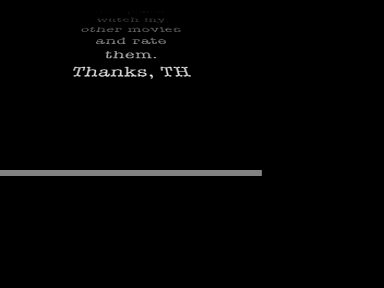 watch my
other movies
and rate
them.
Thanks, TH